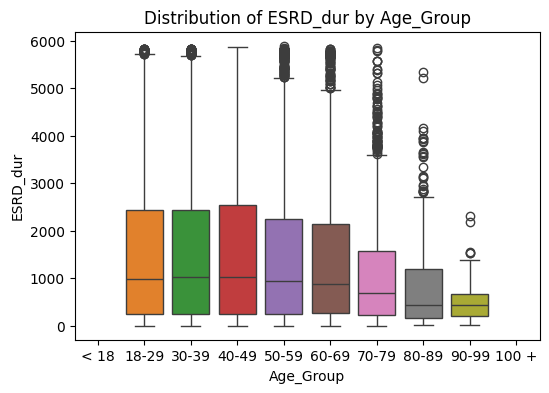 Distribution of ESRD_dur by Age_Group
6000
5000
4000
3000
2000
1000
0
ESRD_dur
< 18 18-29 30-39 40-49 50-59 60-69 70-79 80-89 90-99 100 +
Age_Group